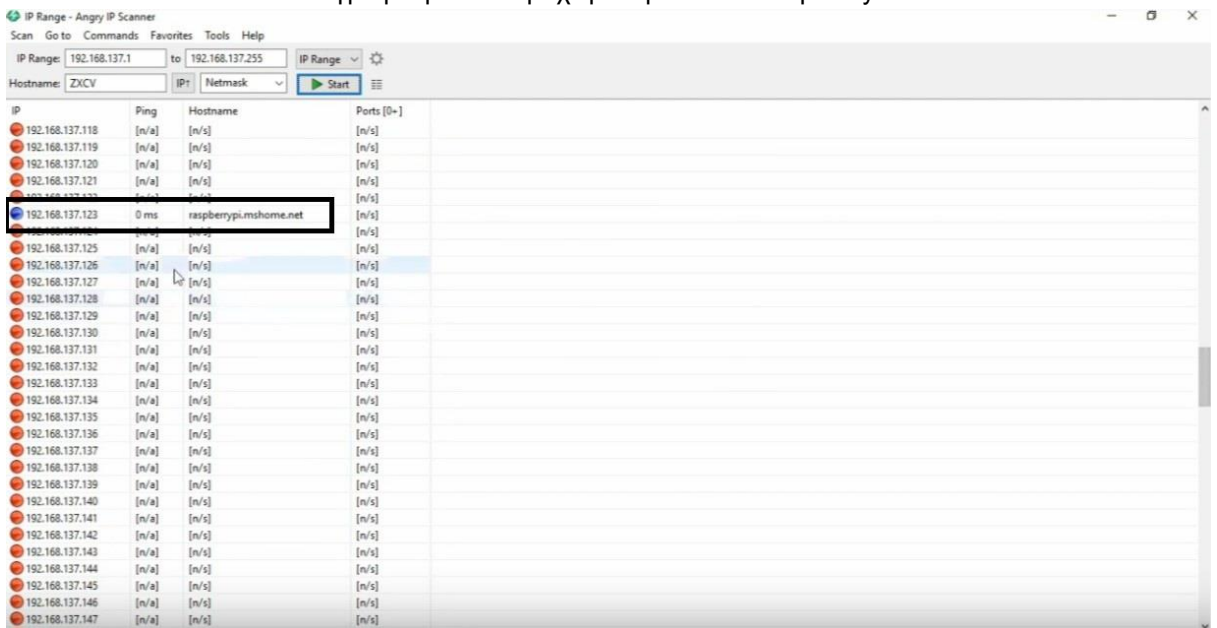 IP Range - Angry IP Scanner
Scan Go to Commands Favorites Tools Help
IP Range: 192.168.137.1 to 192.168.137.255 IP Range
Hostname: ZXCV IP↑ Netmask Start
IP Ping Hostname Ports [0+]
192.168.137.118 [n/a] [n/s] [n/s]
192.168.137.119 [n/a] [n/s] [n/s]
192.168.137.120 [n/a] [n/s] [n/s]
192.168.137.121 [n/a] [n/s] [n/s]
[n/s]
192.168.137.123 0 ms raspberrypi.mshome.net [n/s]
[n/s]
192.168.137.125 [n/a] [n/s] [n/s]
192.168.137.126 [n/a] [n/s] [n/s]
192.168.137.127 [n/a] [n/s] [n/s]
192.168.137.128 [n/a] [n/s] [n/s]
192.168.137.129 [n/a] [n/s] [n/s]
192.168.137.130 [n/a] [n/s] [n/s]
192.168.137.131 [n/a] [n/s] [n/s]
192.168.137.132 [n/a] [n/s] [n/s]
192.168.137.133 [n/a] [n/s] [n/s]
192.168.137.134 [n/a] [n/s] [n/s]
192.168.137.135 [n/a] [n/s] [n/s]
192.168.137.136 [n/a] [n/s] [n/s]
192.168.137.137 [n/a] [n/s] [n/s]
192.168.137.138 [n/a] [n/s] [n/s]
192.168.137.139 [n/a] [n/s] [n/s]
192.168.137.140 [n/a] [n/s] [n/s]
192.168.137.141 [n/a] [n/s] [n/s]
192.168.137.142 [n/a] [n/s] [n/s]
192.168.137.143 [n/a] [n/s] [n/s]
192.168.137.144 [n/a] [n/s] [n/s]
192.168.137.145 [n/a] [n/s] [n/s]
192.168.137.146 [n/a] [n/s] [n/s]
192.168.137.147 [n/a] [n/s] [n/s]